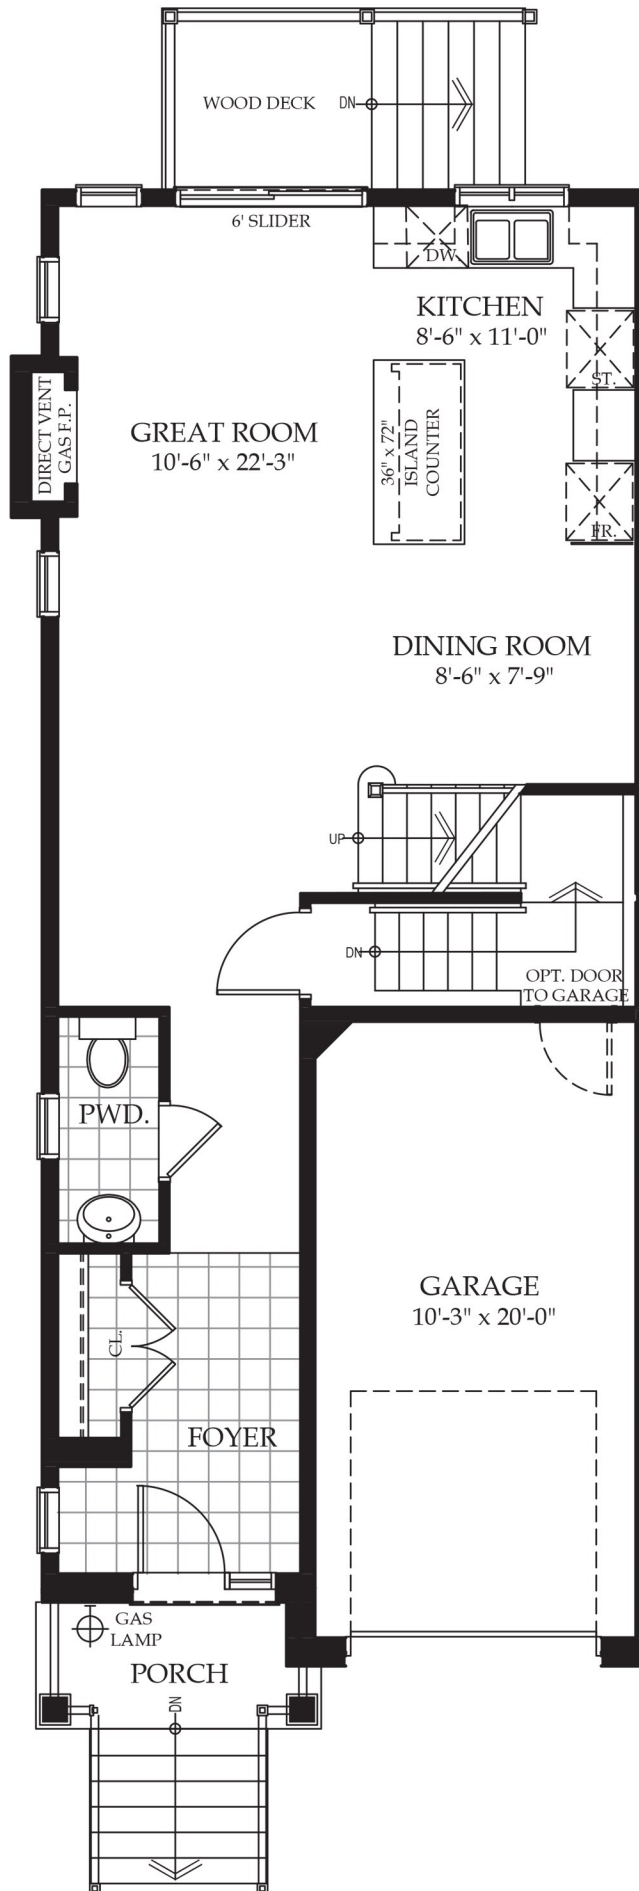 WOOD DECK
DN
6' SLIDER
DW.
KITCHEN
8'-6" x 11'-0"
ST.
DIRECT VENT
GAS F.P.
GREAT ROOM
10'-6" x 22'-3"
36" x 72"
ISLAND
COUNTER
FR.
DINING ROOM
8'-6" x 7'-9"
UP
DN
OPT. DOOR
TO GARAGE
PWD.
GARAGE
10'-3" x 20'-0"
CL.
FOYER
GAS
LAMP
PORCH
DN